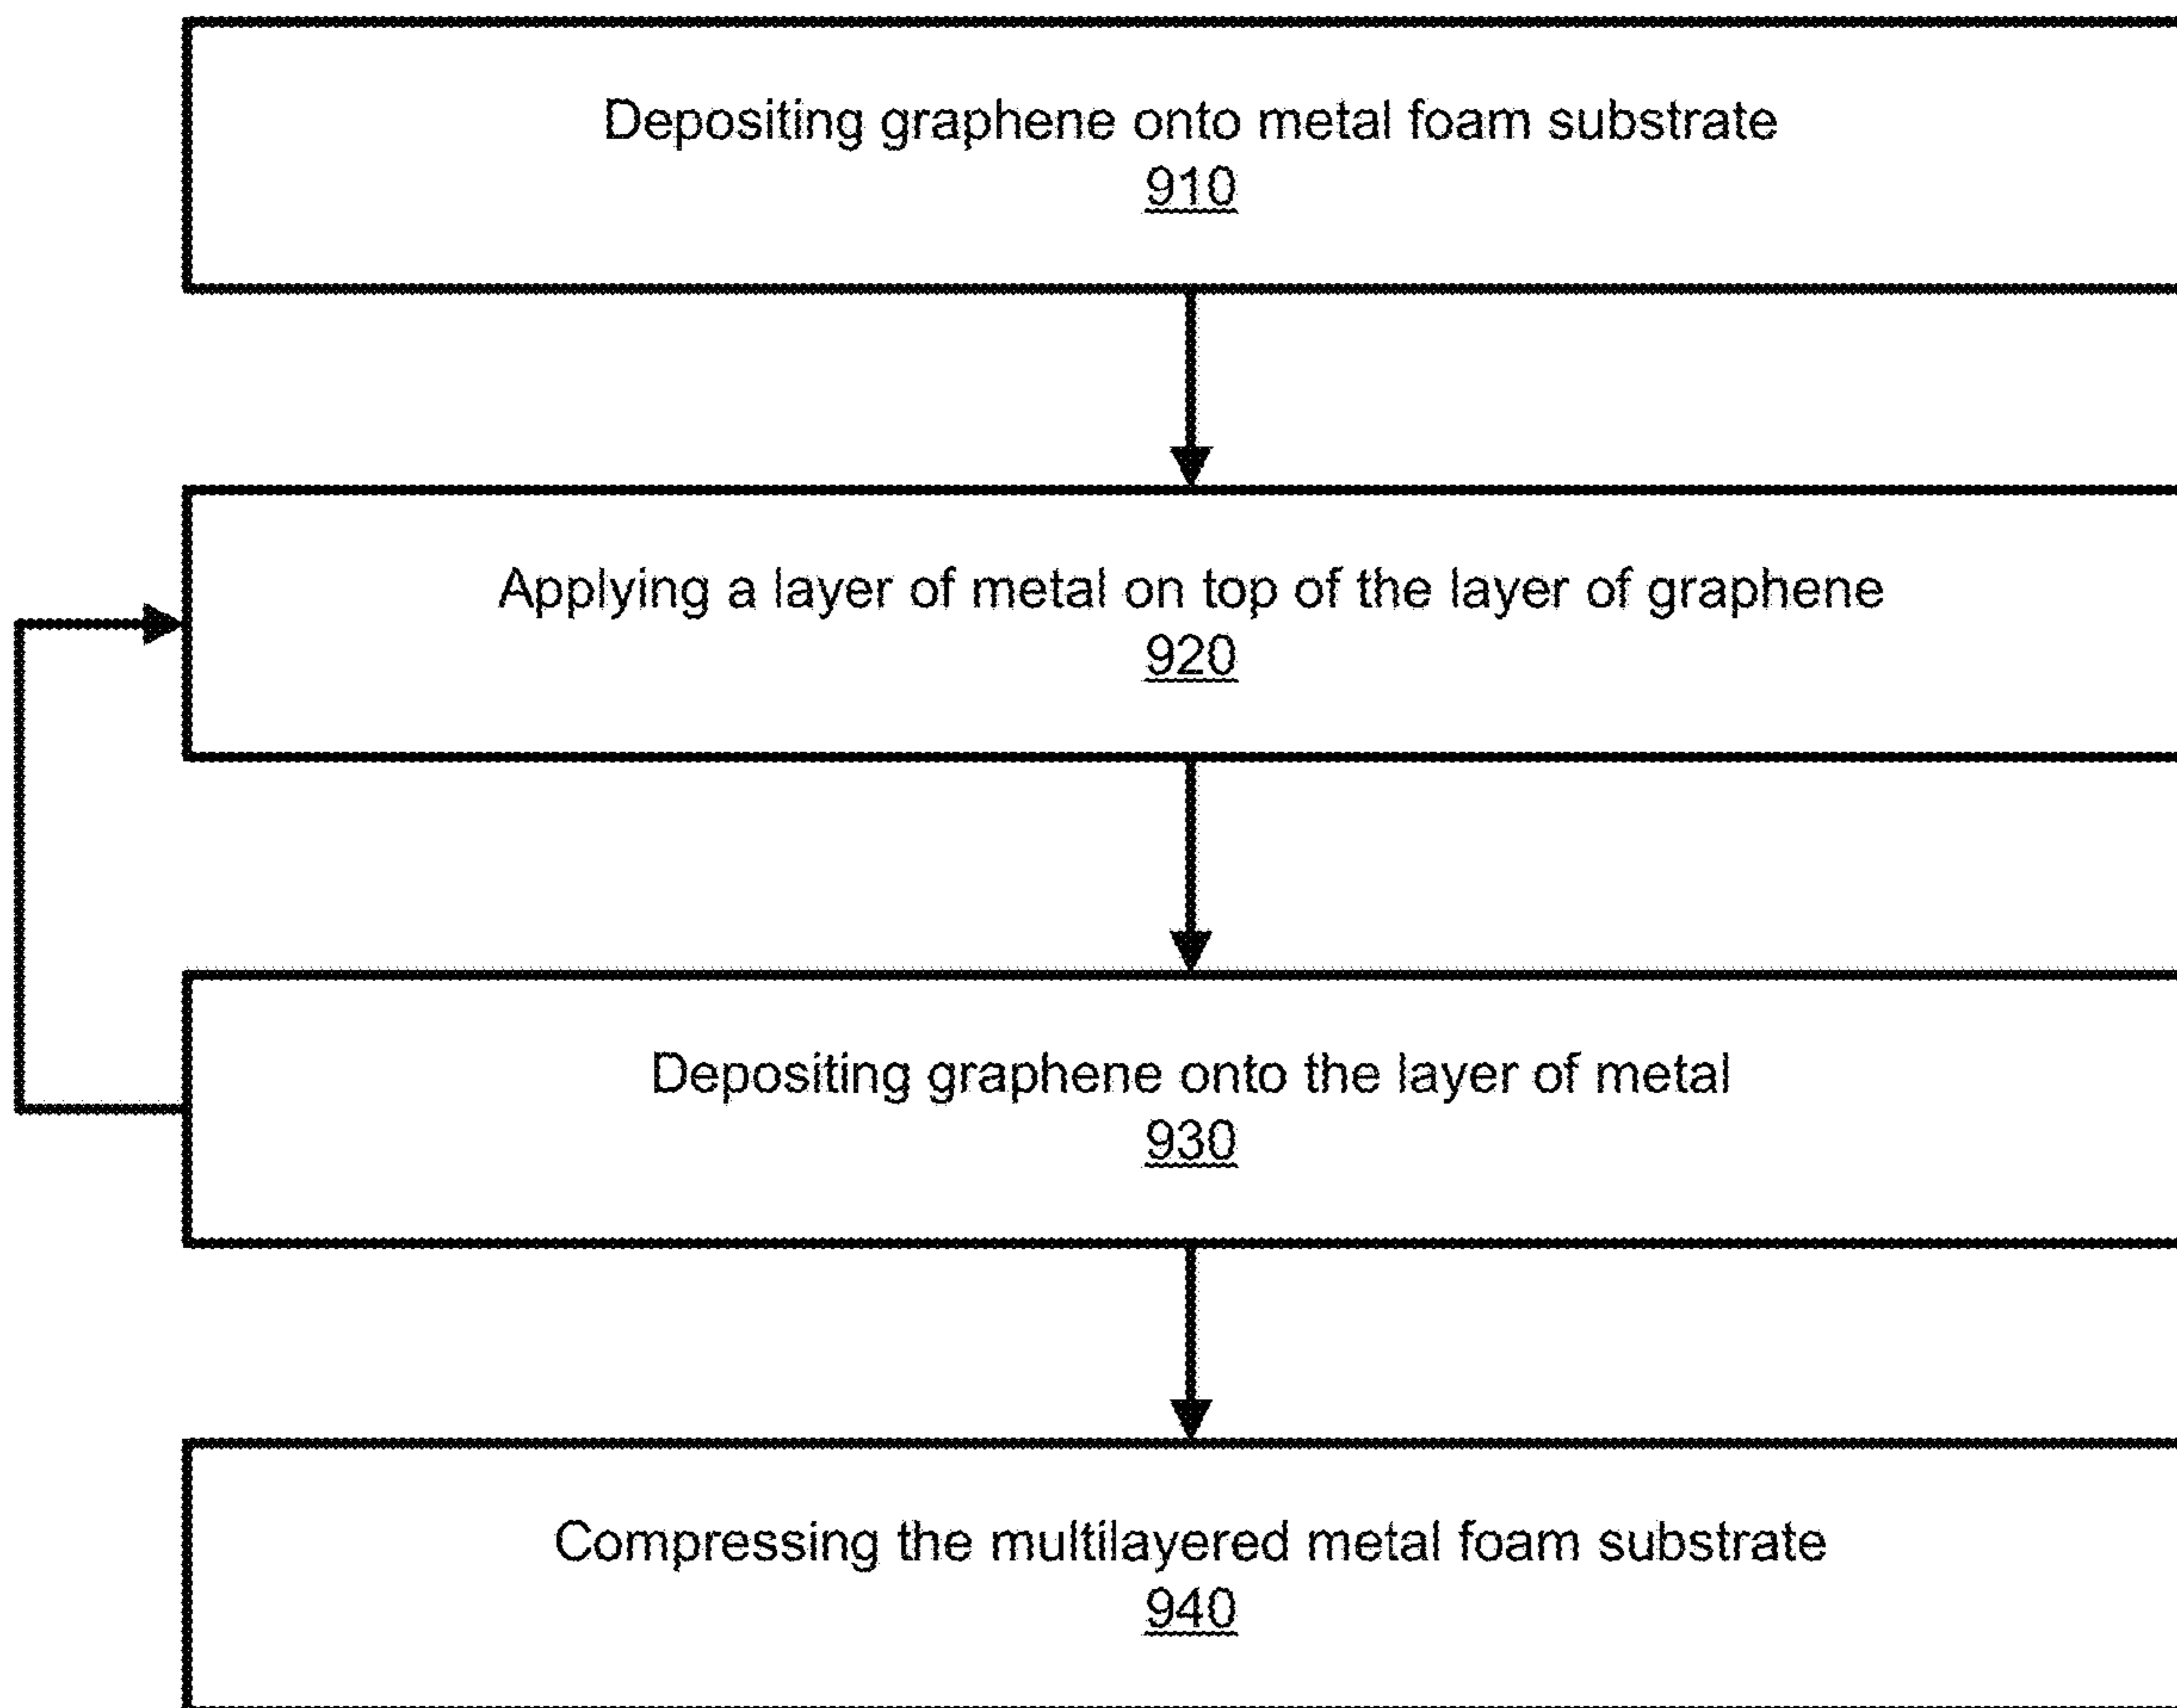 Depositing graphene onto metal foam substrate
910
Applying a layer of metal on top of the layer of graphene
920
Depositing graphene onto the layer of metal
930
Compressing the multilayered metal foam substrate
940